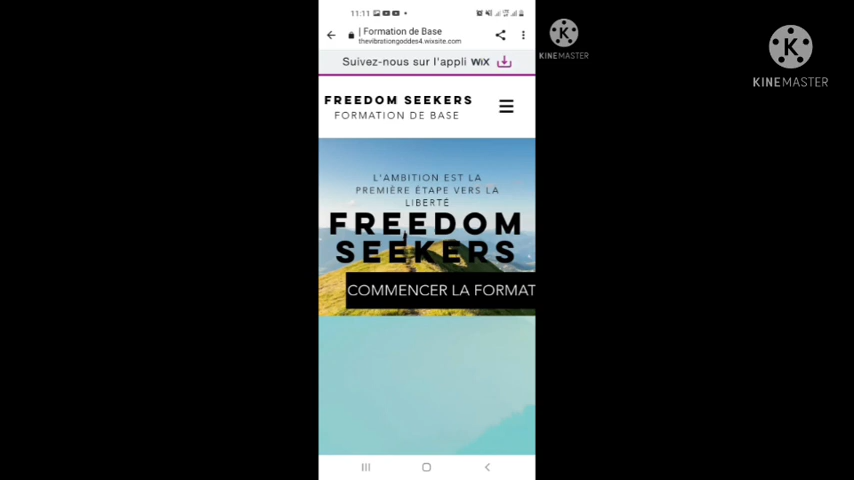 11:11
| Formation de Base
thevibrationgoddes4.wixsite.com
Suivez-nous sur l'appli WiX
FREEDOM SEEKERS
FORMATION DE BASE
L'AMBITION EST LA
PREMIÈRE ÉTAPE VERS LA
LIBERTÉ
FREEDOM
SEEKERS
COMMENCER LA FORMAT
KINEMASTER
KINEMASTER